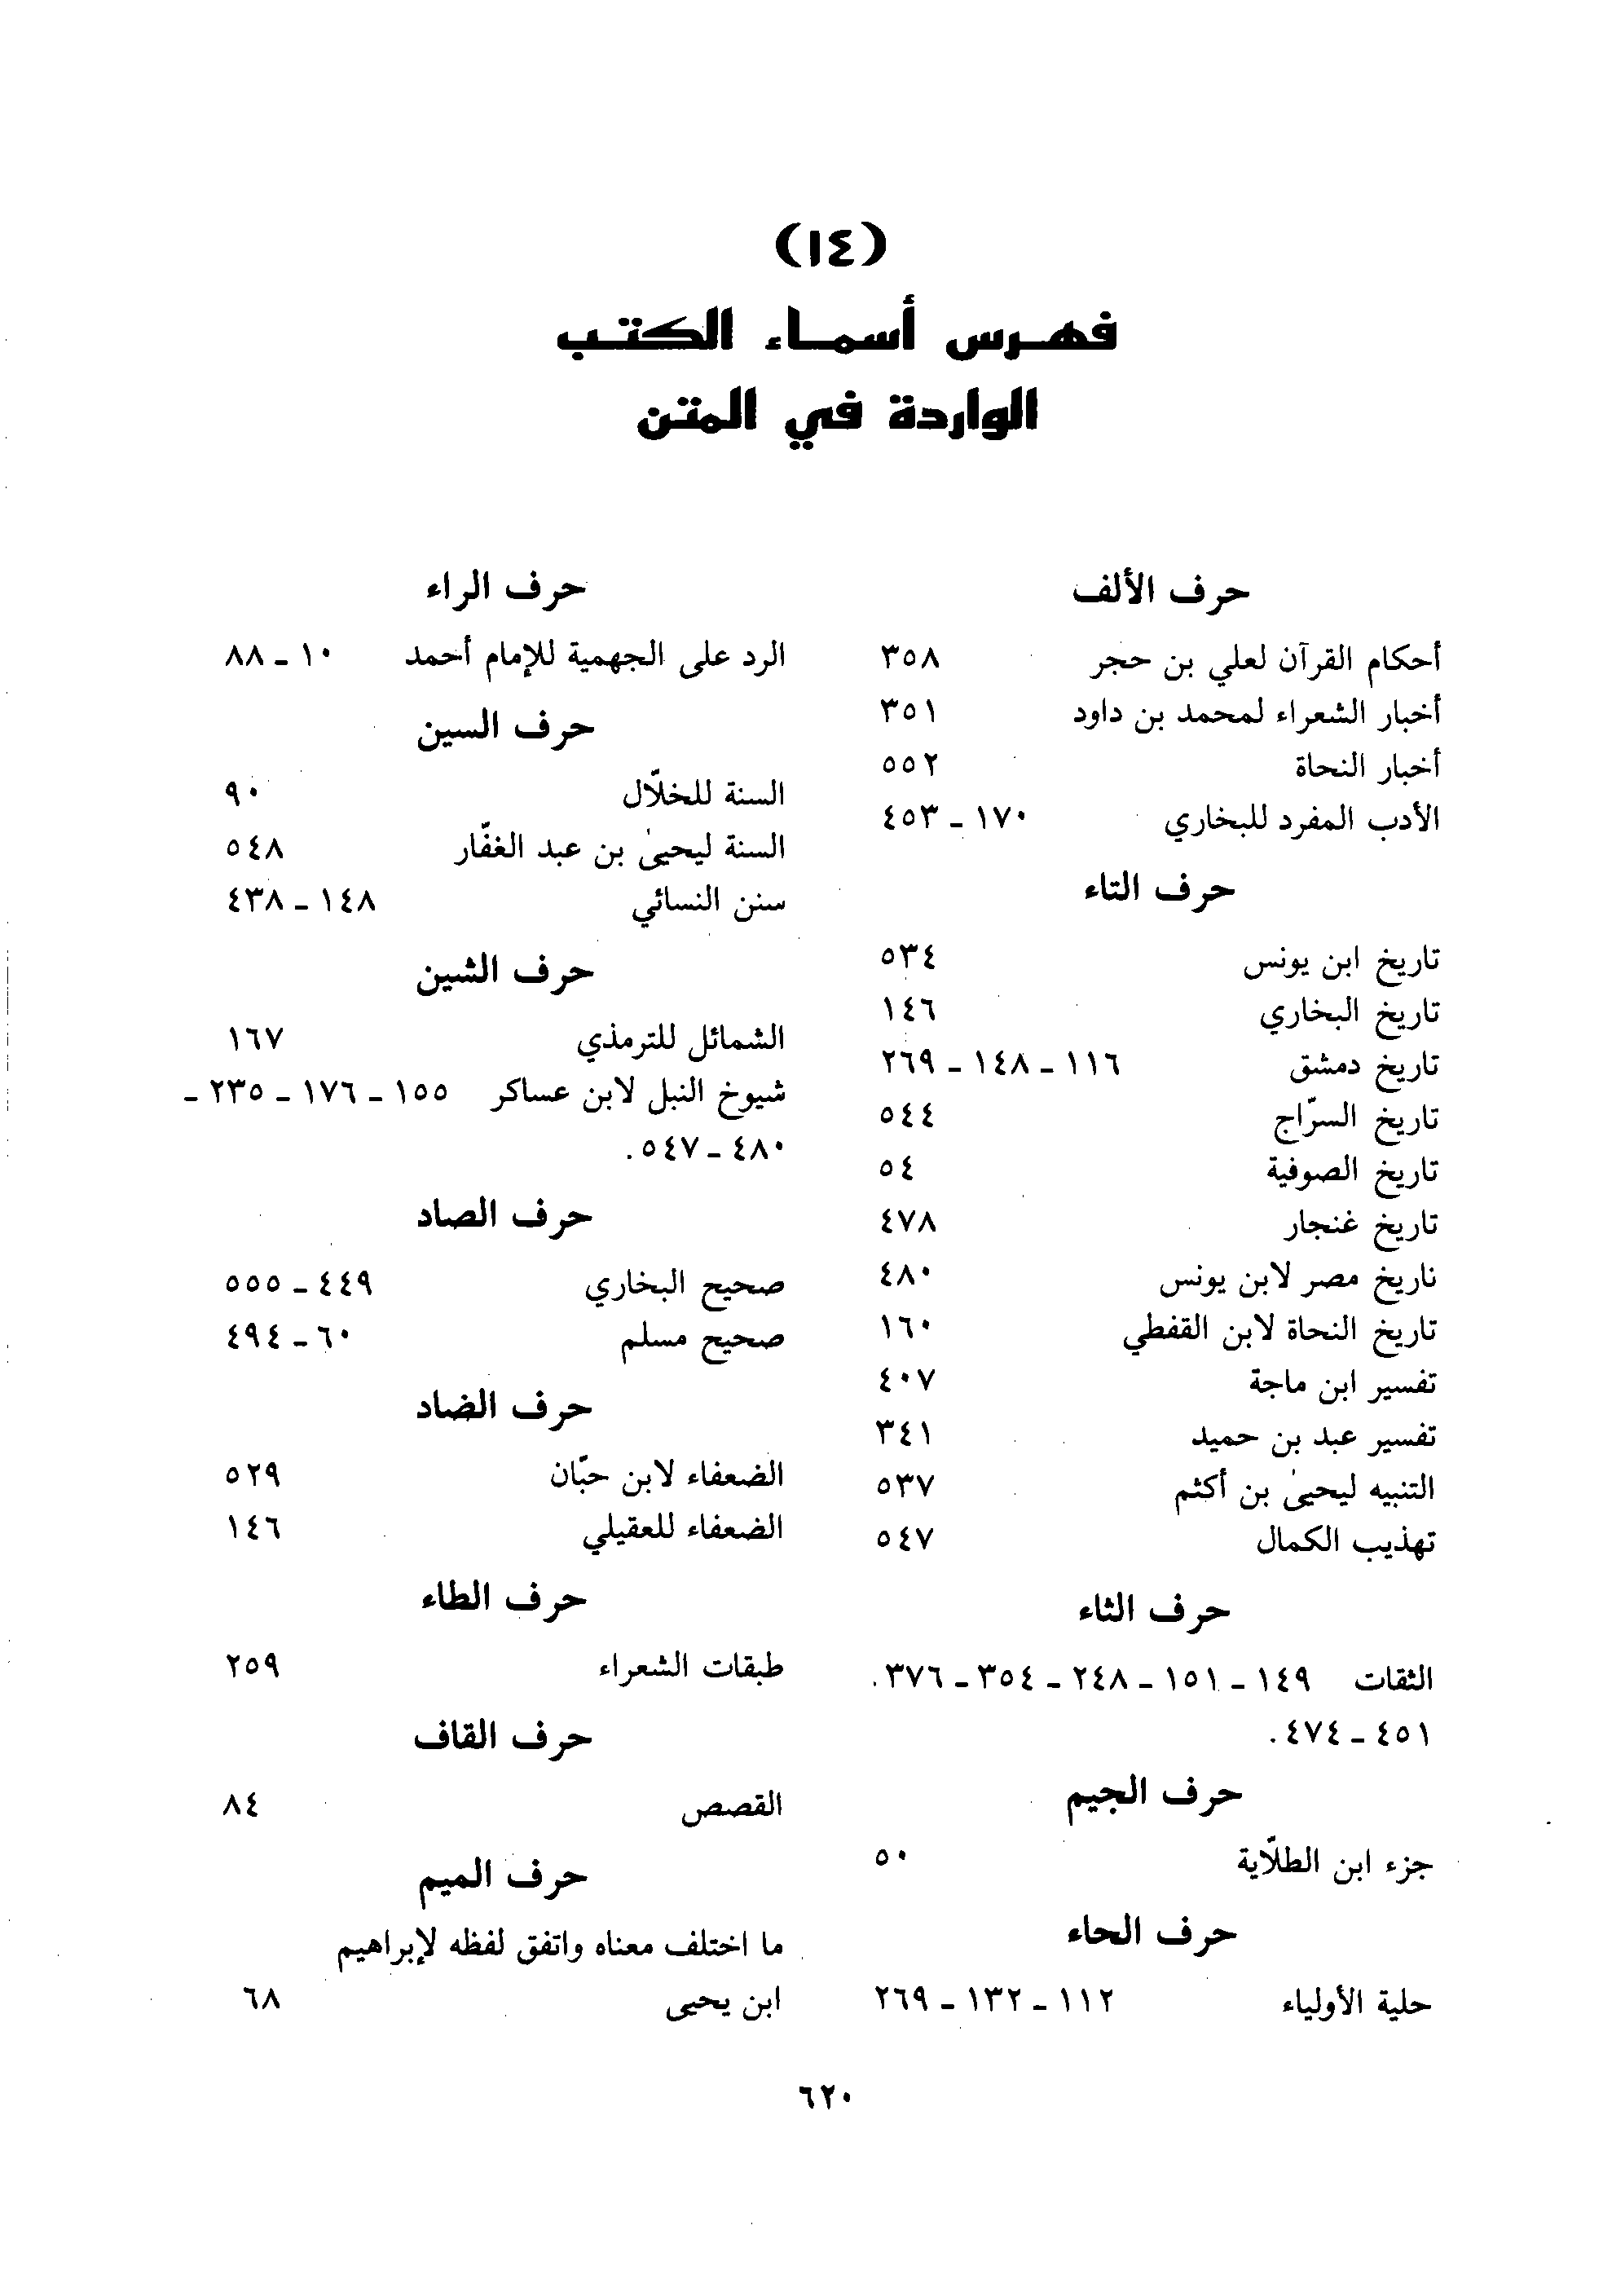 (١٤)
فهرس أسماء الكتب
الواردة في المتن
حرف الألف
أحكام القرآن لعلي بن حجر ٣٥٨
أخبار الشعراء لمحمد بن داود ٣٥١
أخبار النحاة ٥٥٢
الأدب المفرد للبخاري ١٧٠ - ٤٥٣
حرف التاء
تاريخ ابن يونس ٥٣٤
تاريخ البخاري ١٤٦
تاريخ دمشق ١١٦ - ١٤٨ - ٢٦٩
تاريخ السرّاج ٥٤٤
تاريخ الصوفية ٥٤
تاريخ غنجار ٤٧٨
تاريخ مصر لابن يونس ٤٨٠
تاريخ النحاة لابن القفطي ١٦٠
تفسير ابن ماجة ٤٠٧
تفسير عبد بن حميد ٣٤١
التنبيه ليحيىٰ بن أكثم ٥٣٧
تهذيب الكمال ٥٤٧
حرف الثاء
الثقات ١٤٩ - ١٥١ - ٢٤٨ - ٣٥٤ - ٣٧٦.
٤٥١ - ٤٧٤.
حرف الجيم
جزء ابن الطلّاية ٥٠
حرف الحاء
حلية الأولياء ١١٢ - ١٣٢ - ٢٦٩
حرف الراء
الرد على الجهمية للإمام أحمد ١٠ - ٨٨
حرف السين
السنة للخلّال ٩٠
السنة ليحيىٰ بن عبد الغفّار ٥٤٨
سنن النسائي ١٤٨ - ٤٣٨
حرف الشين
الشمائل للترمذي ١٦٧
شيوخ النبل لابن عساكر ١٥٥ - ١٧٦ - ٢٣٥ -
٤٨٠ - ٥٤٧.
حرف الصاد
صحيح البخاري ٤٤٩ - ٥٥٥
صحيح مسلم ٦٠ - ٤٩٤
حرف الضاد
الضعفاء لابن حبّان ٥٢٩
الضعفاء للعقيلي ١٤٦
حرف الطاء
طبقات الشعراء ٢٥٩
حرف القاف
القصص ٨٤
حرف الميم
ما اختلف معناه واتفق لفظه لإبراهيم
ابن يحيى ٦٨
٦٢٠